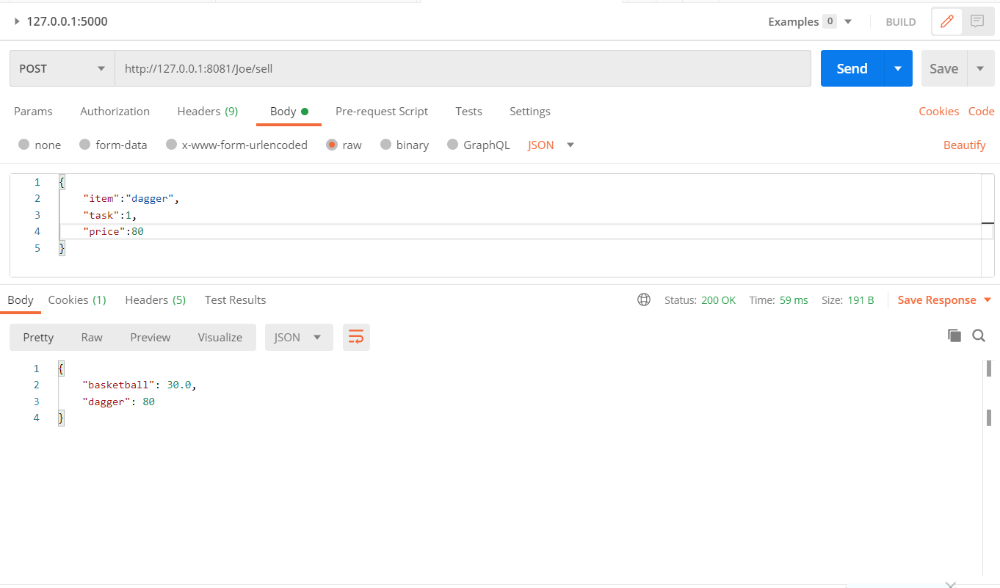 127.0.0.1:5000 Examples 0 BUILD
POST http://127.0.0.1:8081/Joe/sell Send Save
Params Authorization Headers (9) Body Pre-request Script Tests Settings Cookies Code
none form-data x-www-form-urlencoded raw binary GraphQL JSON Beautify
1 {
2 "item":"dagger",
3 "task":1,
4 "price":80
5 }
Body Cookies (1) Headers (5) Test Results Status: 200 OK Time: 59 ms Size: 191 B Save Response
Pretty Raw Preview Visualize JSON
1 {
2 "basketball": 30.0,
3 "dagger": 80
4 }